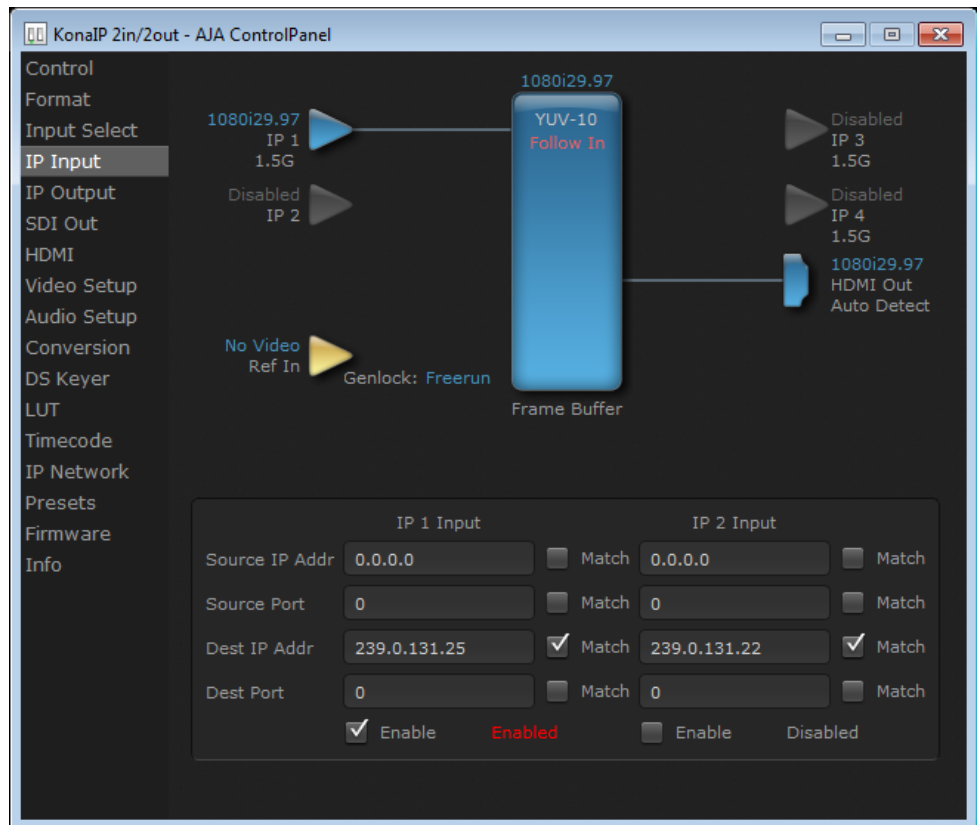 KonaIP 2in/2out - AJA ControlPanel
Control
Format
Input Select
IP Input
IP Output
SDI Out
HDMI
Video Setup
Audio Setup
Conversion
DS Keyer
LUT
Timecode
IP Network
Presets
Firmware
Info
1080i29.97
1080i29.97
IP 1
1.5G
YUV-10
Follow In
Disabled
IP 3
1.5G
Disabled
IP 2
Disabled
IP 4
1.5G
1080i29.97
HDMI Out
Auto Detect
No Video
Ref In
Genlock: Freerun
Frame Buffer
IP 1 Input IP 2 Input
Source IP Addr 0.0.0.0 Match 0.0.0.0 Match
Source Port 0 Match 0 Match
Dest IP Addr 239.0.131.25 Match 239.0.131.22 Match
Dest Port 0 Match 0 Match
Enable Enabled Enable Disabled